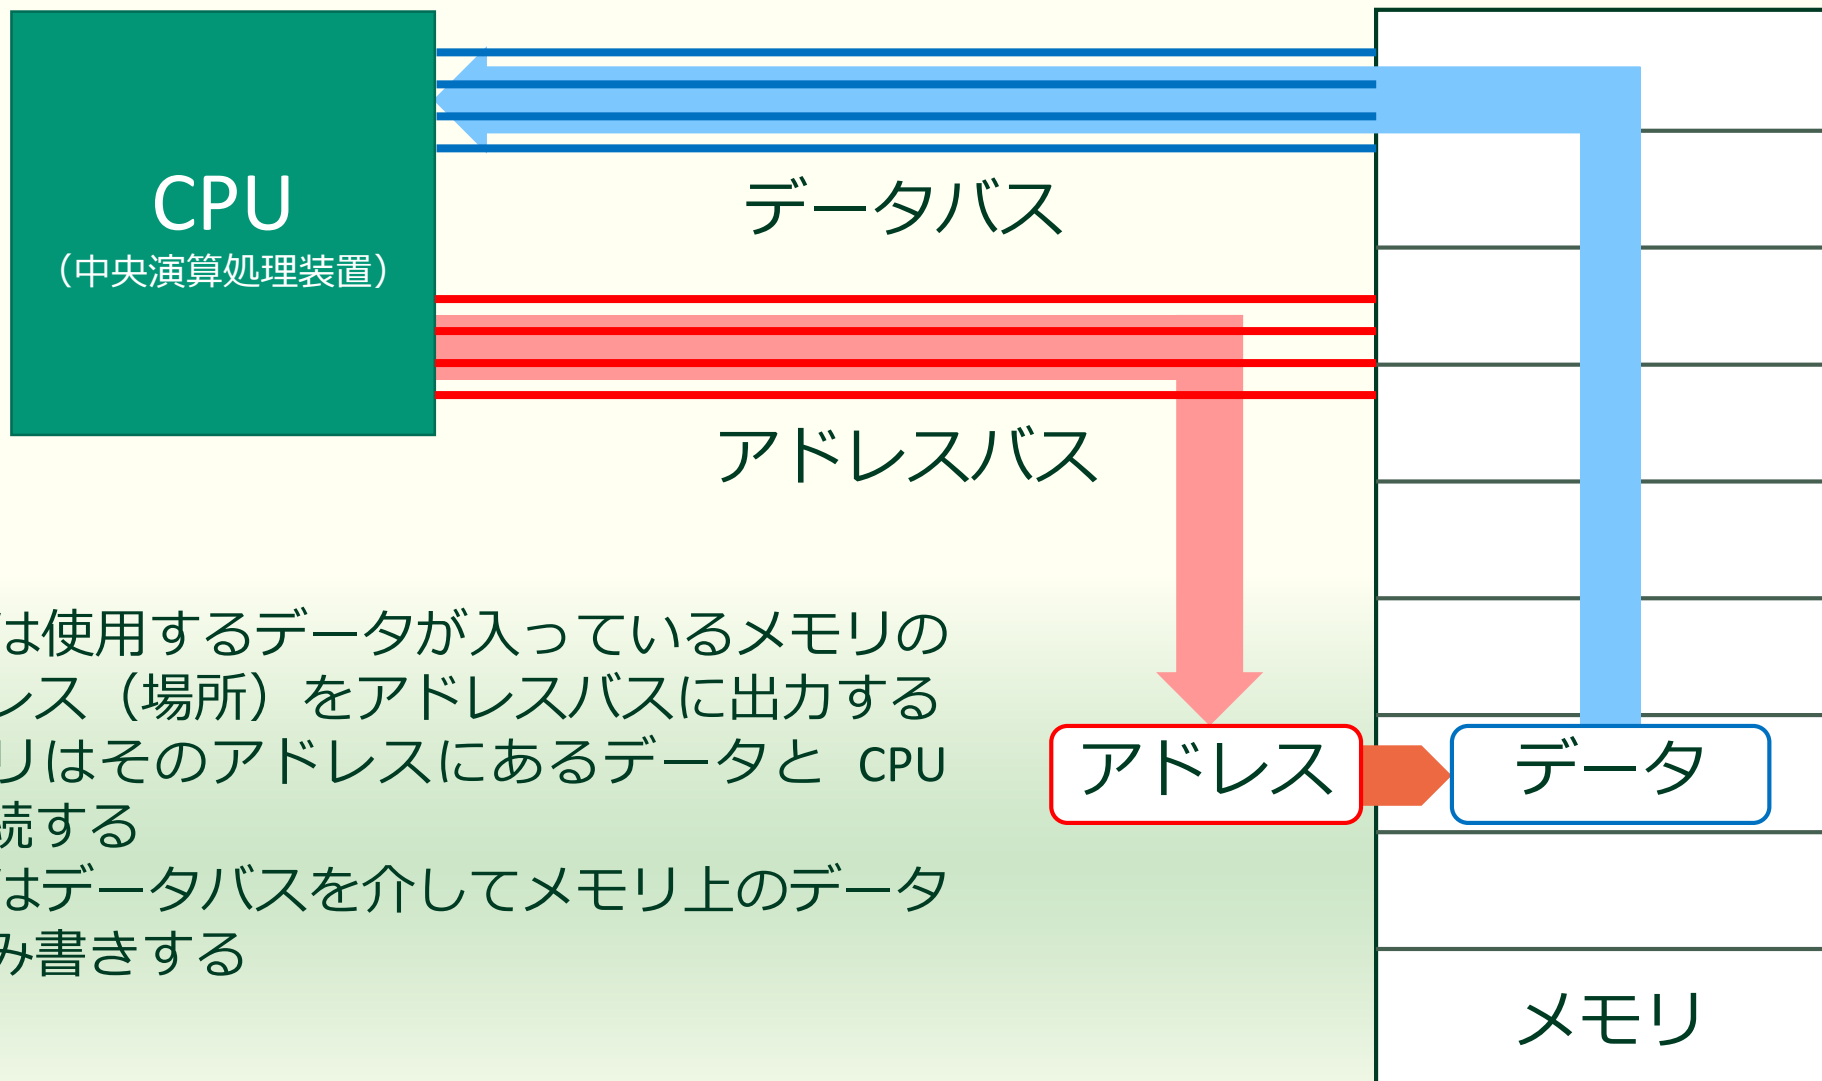 CPU
（中央演算処理装置）
データバス
アドレスバス
は使用するデータが入っているメモリの
レス（場所）をアドレスバスに出力する
リはそのアドレスにあるデータと CPU
続する
はデータバスを介してメモリ上のデータ
み書きする
アドレス
データ
メモリ